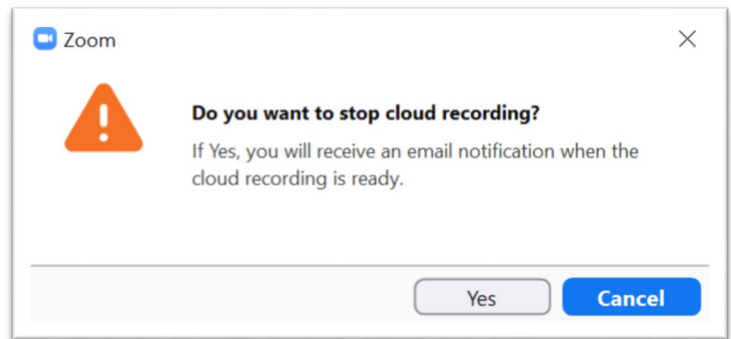 Zoom
Do you want to stop cloud recording?
If Yes, you will receive an email notification when the
cloud recording is ready.
Yes
Cancel